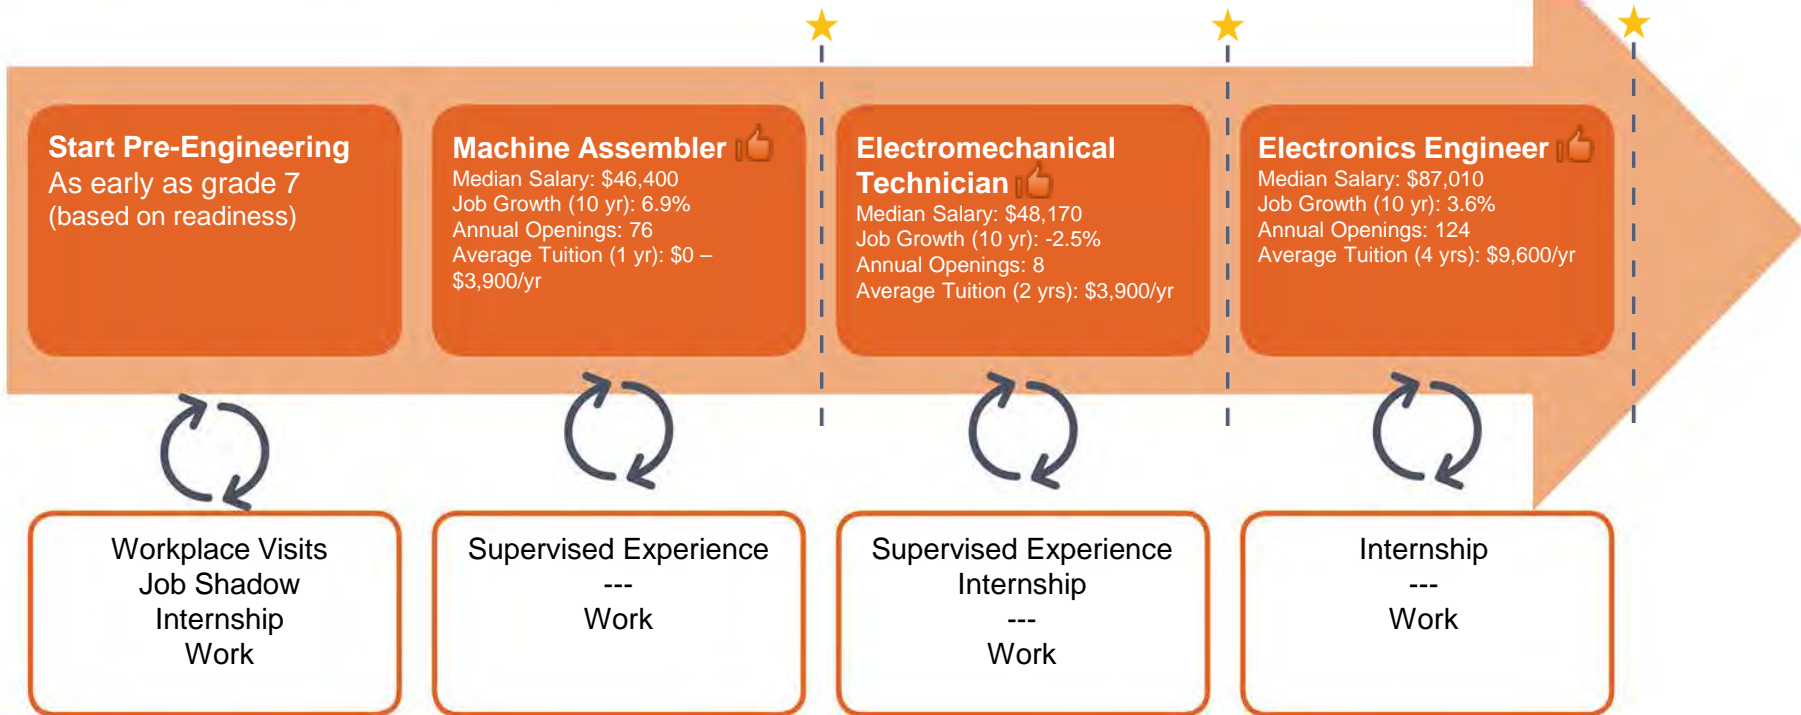 Start Pre-Engineering
As early as grade 7
(based on readiness)
Machine Assembler
Median Salary: $46,400
Job Growth (10 yr): 6.9%
Annual Openings: 76
Average Tuition (1 yr): $0 –
$3,900/yr
Electromechanical
Technician
Median Salary: $48,170
Job Growth (10 yr): -2.5%
Annual Openings: 8
Average Tuition (2 yrs): $3,900/yr
Electronics Engineer
Median Salary: $87,010
Job Growth (10 yr): 3.6%
Annual Openings: 124
Average Tuition (4 yrs): $9,600/yr
Workplace Visits
Job Shadow
Internship
Work
Supervised Experience
---
Work
Supervised Experience
Internship
---
Work
Internship
---
Work